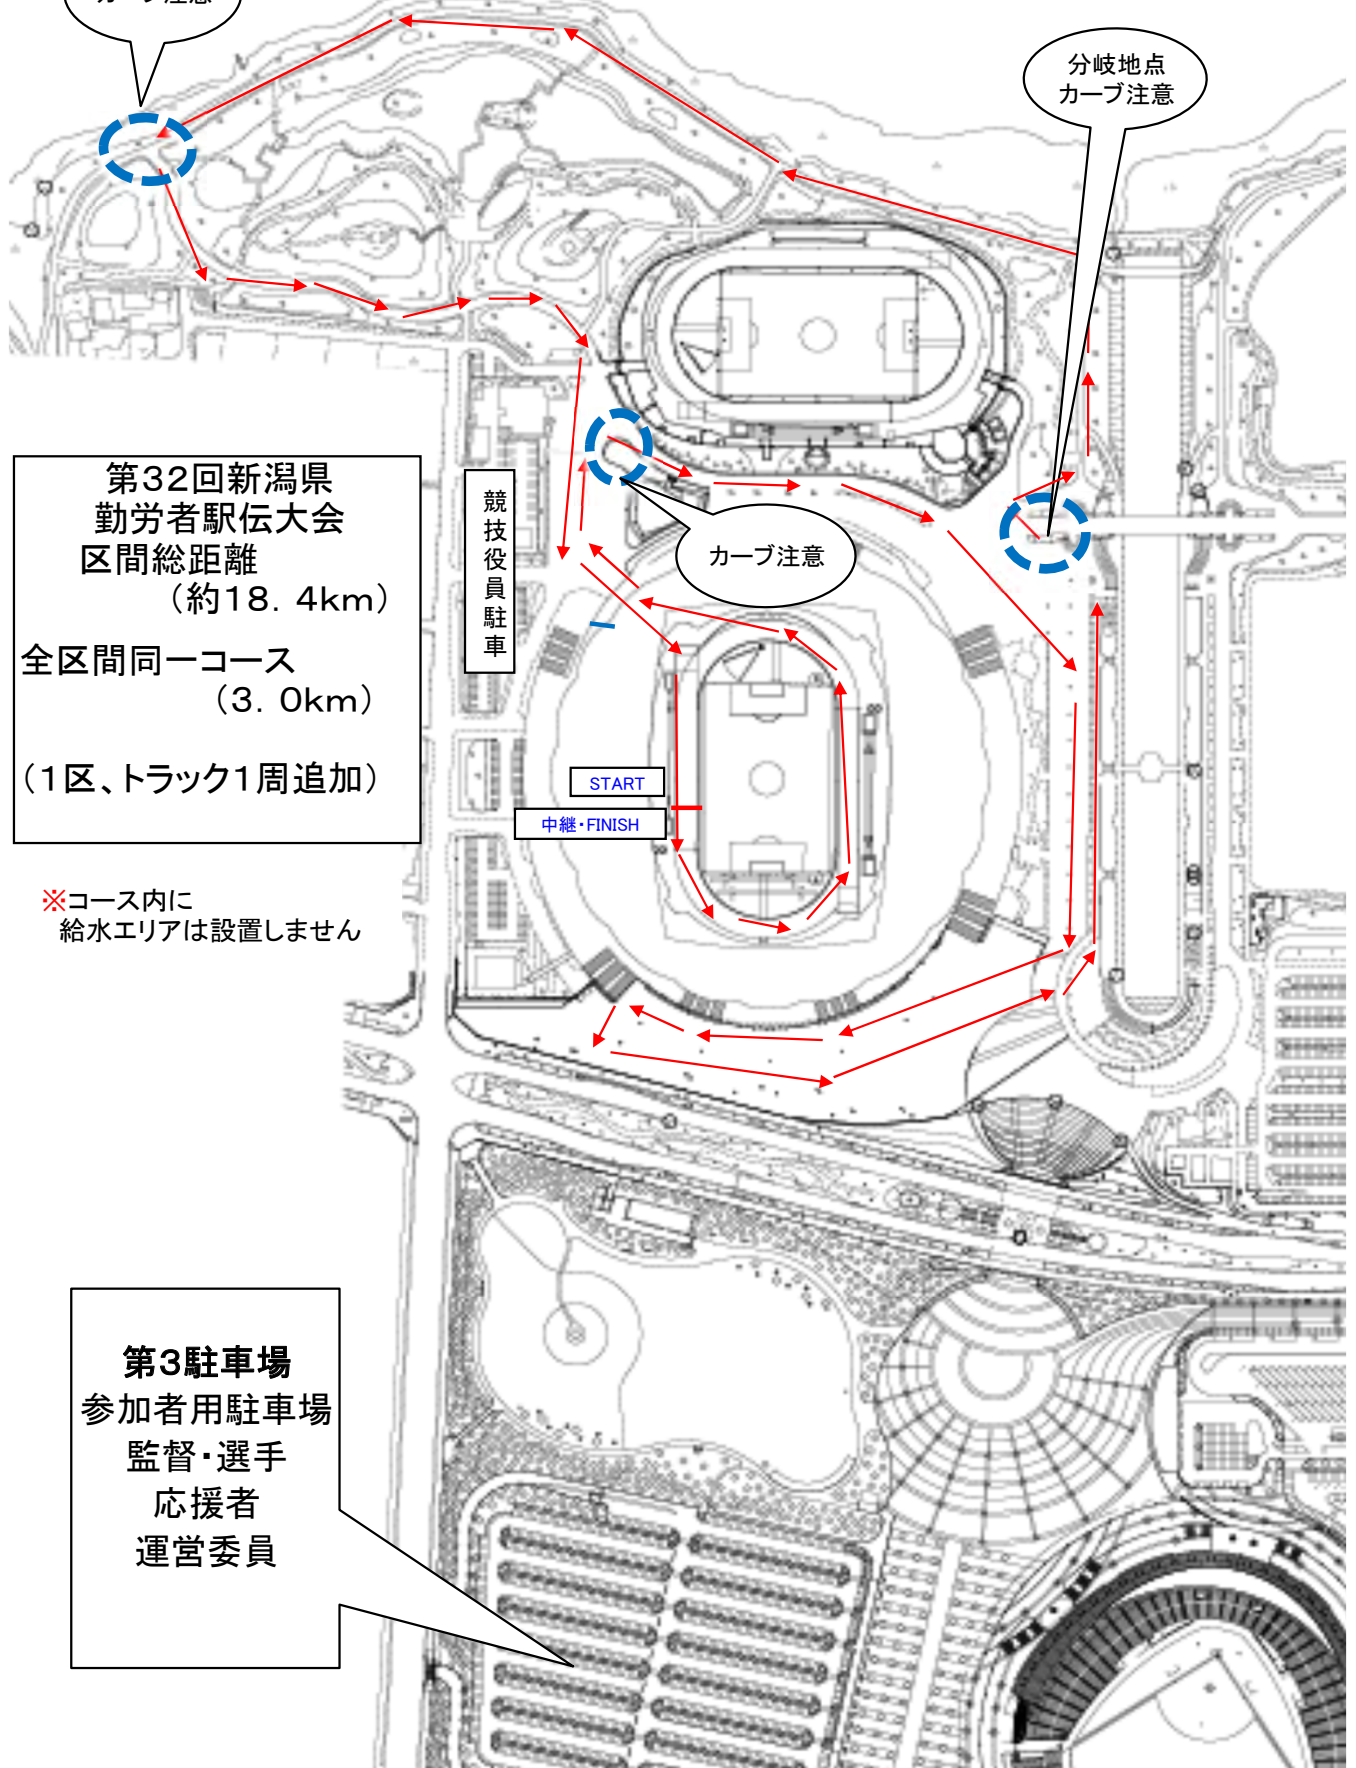 カーブ注意
分岐地点
カーブ注意
第32回新潟県
勤労者駅伝大会
区間総距離
(約18.4km)
全区間同一コース
(3.0km)
(1区、トラック1周追加)
競技役員駐車
カーブ注意
START
中継・FINISH
※コース内に
給水エリアは設置しません
第3駐車場
参加者用駐車場
監督・選手
応援者
運営委員